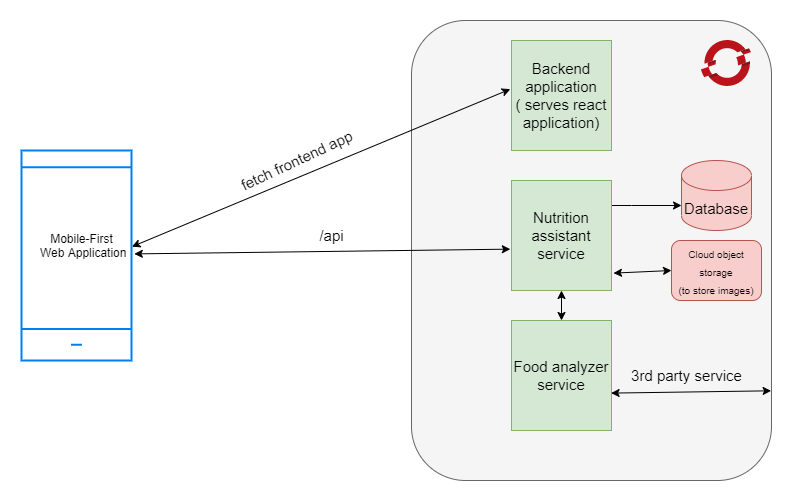 Backend
application
( serves react
application)
fetch frontend app
Mobile-First
Web Application
/api
Nutrition
assistant
service
Database
Cloud object
storage
(to store images)
Food analyzer
service
3rd party service